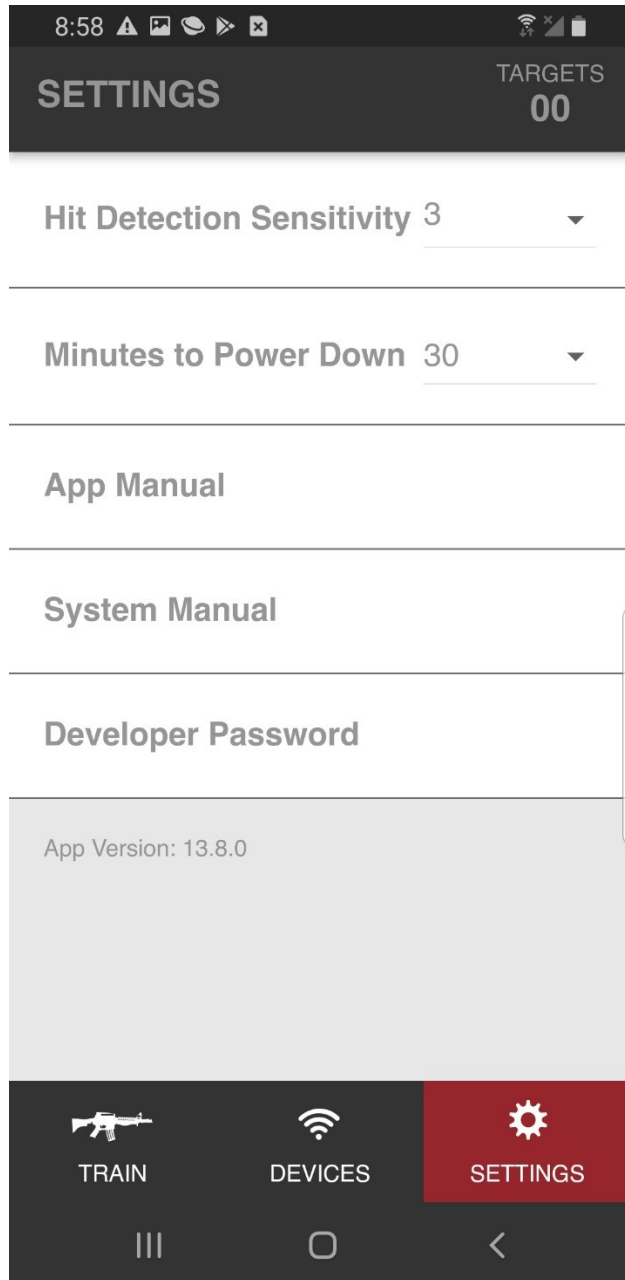 8:58
SETTINGS
TARGETS
00
Hit Detection Sensitivity 3
Minutes to Power Down 30
App Manual
System Manual
Developer Password
App Version: 13.8.0
TRAIN DEVICES SETTINGS